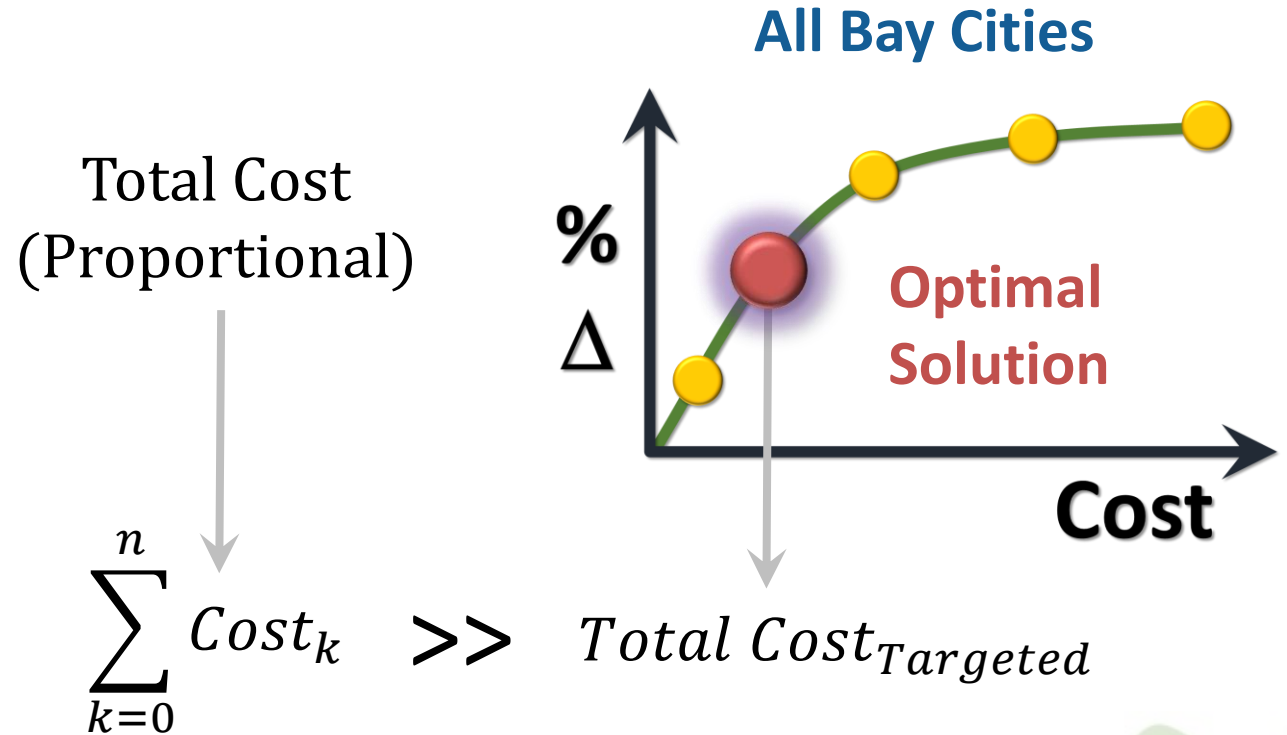 All Bay Cities
Total Cost
(Proportional)
%
Δ
Optimal
Solution
Cost
n
∑ Cost_k >> Total Cost_Targeted
k=0